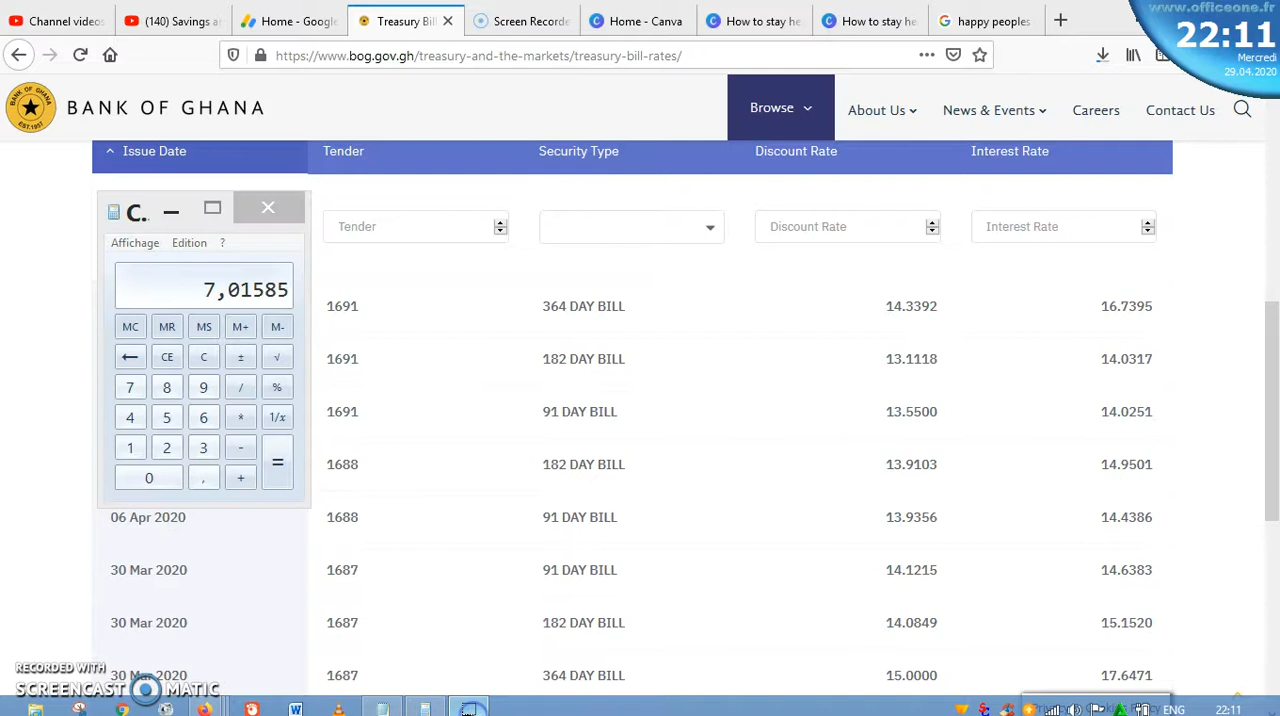 Channel videos
(140) Savings a
Home - Google
Treasury Bil
Screen Recorde
Home - Canva
How to stay he
How to stay he
happy peoples
www.officeone.fr
22:11
Mercredi
29.04.2020
https://www.bog.gov.gh/treasury-and-the-markets/treasury-bill-rates/
BANK OF GHANA
EST.1957
Browse
About Us
News & Events
Careers
Contact Us
Issue Date
Tender
Security Type
Discount Rate
Interest Rate
C.
Affichage Edition ?
7,01585
MC MR MS M+ M-
← CE C ± √
7 8 9 / %
4 5 6 * 1/x
1 2 3 - =
0 , +
Tender
Discount Rate
Interest Rate
1691 364 DAY BILL 14.3392 16.7395
1691 182 DAY BILL 13.1118 14.0317
1691 91 DAY BILL 13.5500 14.0251
1688 182 DAY BILL 13.9103 14.9501
06 Apr 2020 1688 91 DAY BILL 13.9356 14.4386
30 Mar 2020 1687 91 DAY BILL 14.1215 14.6383
30 Mar 2020 1687 182 DAY BILL 14.0849 15.1520
30 Mar 2020 1687 364 DAY BILL 15.0000 17.6471
RECORDED WITH
SCREENCAST MATIC
ENG
22:11